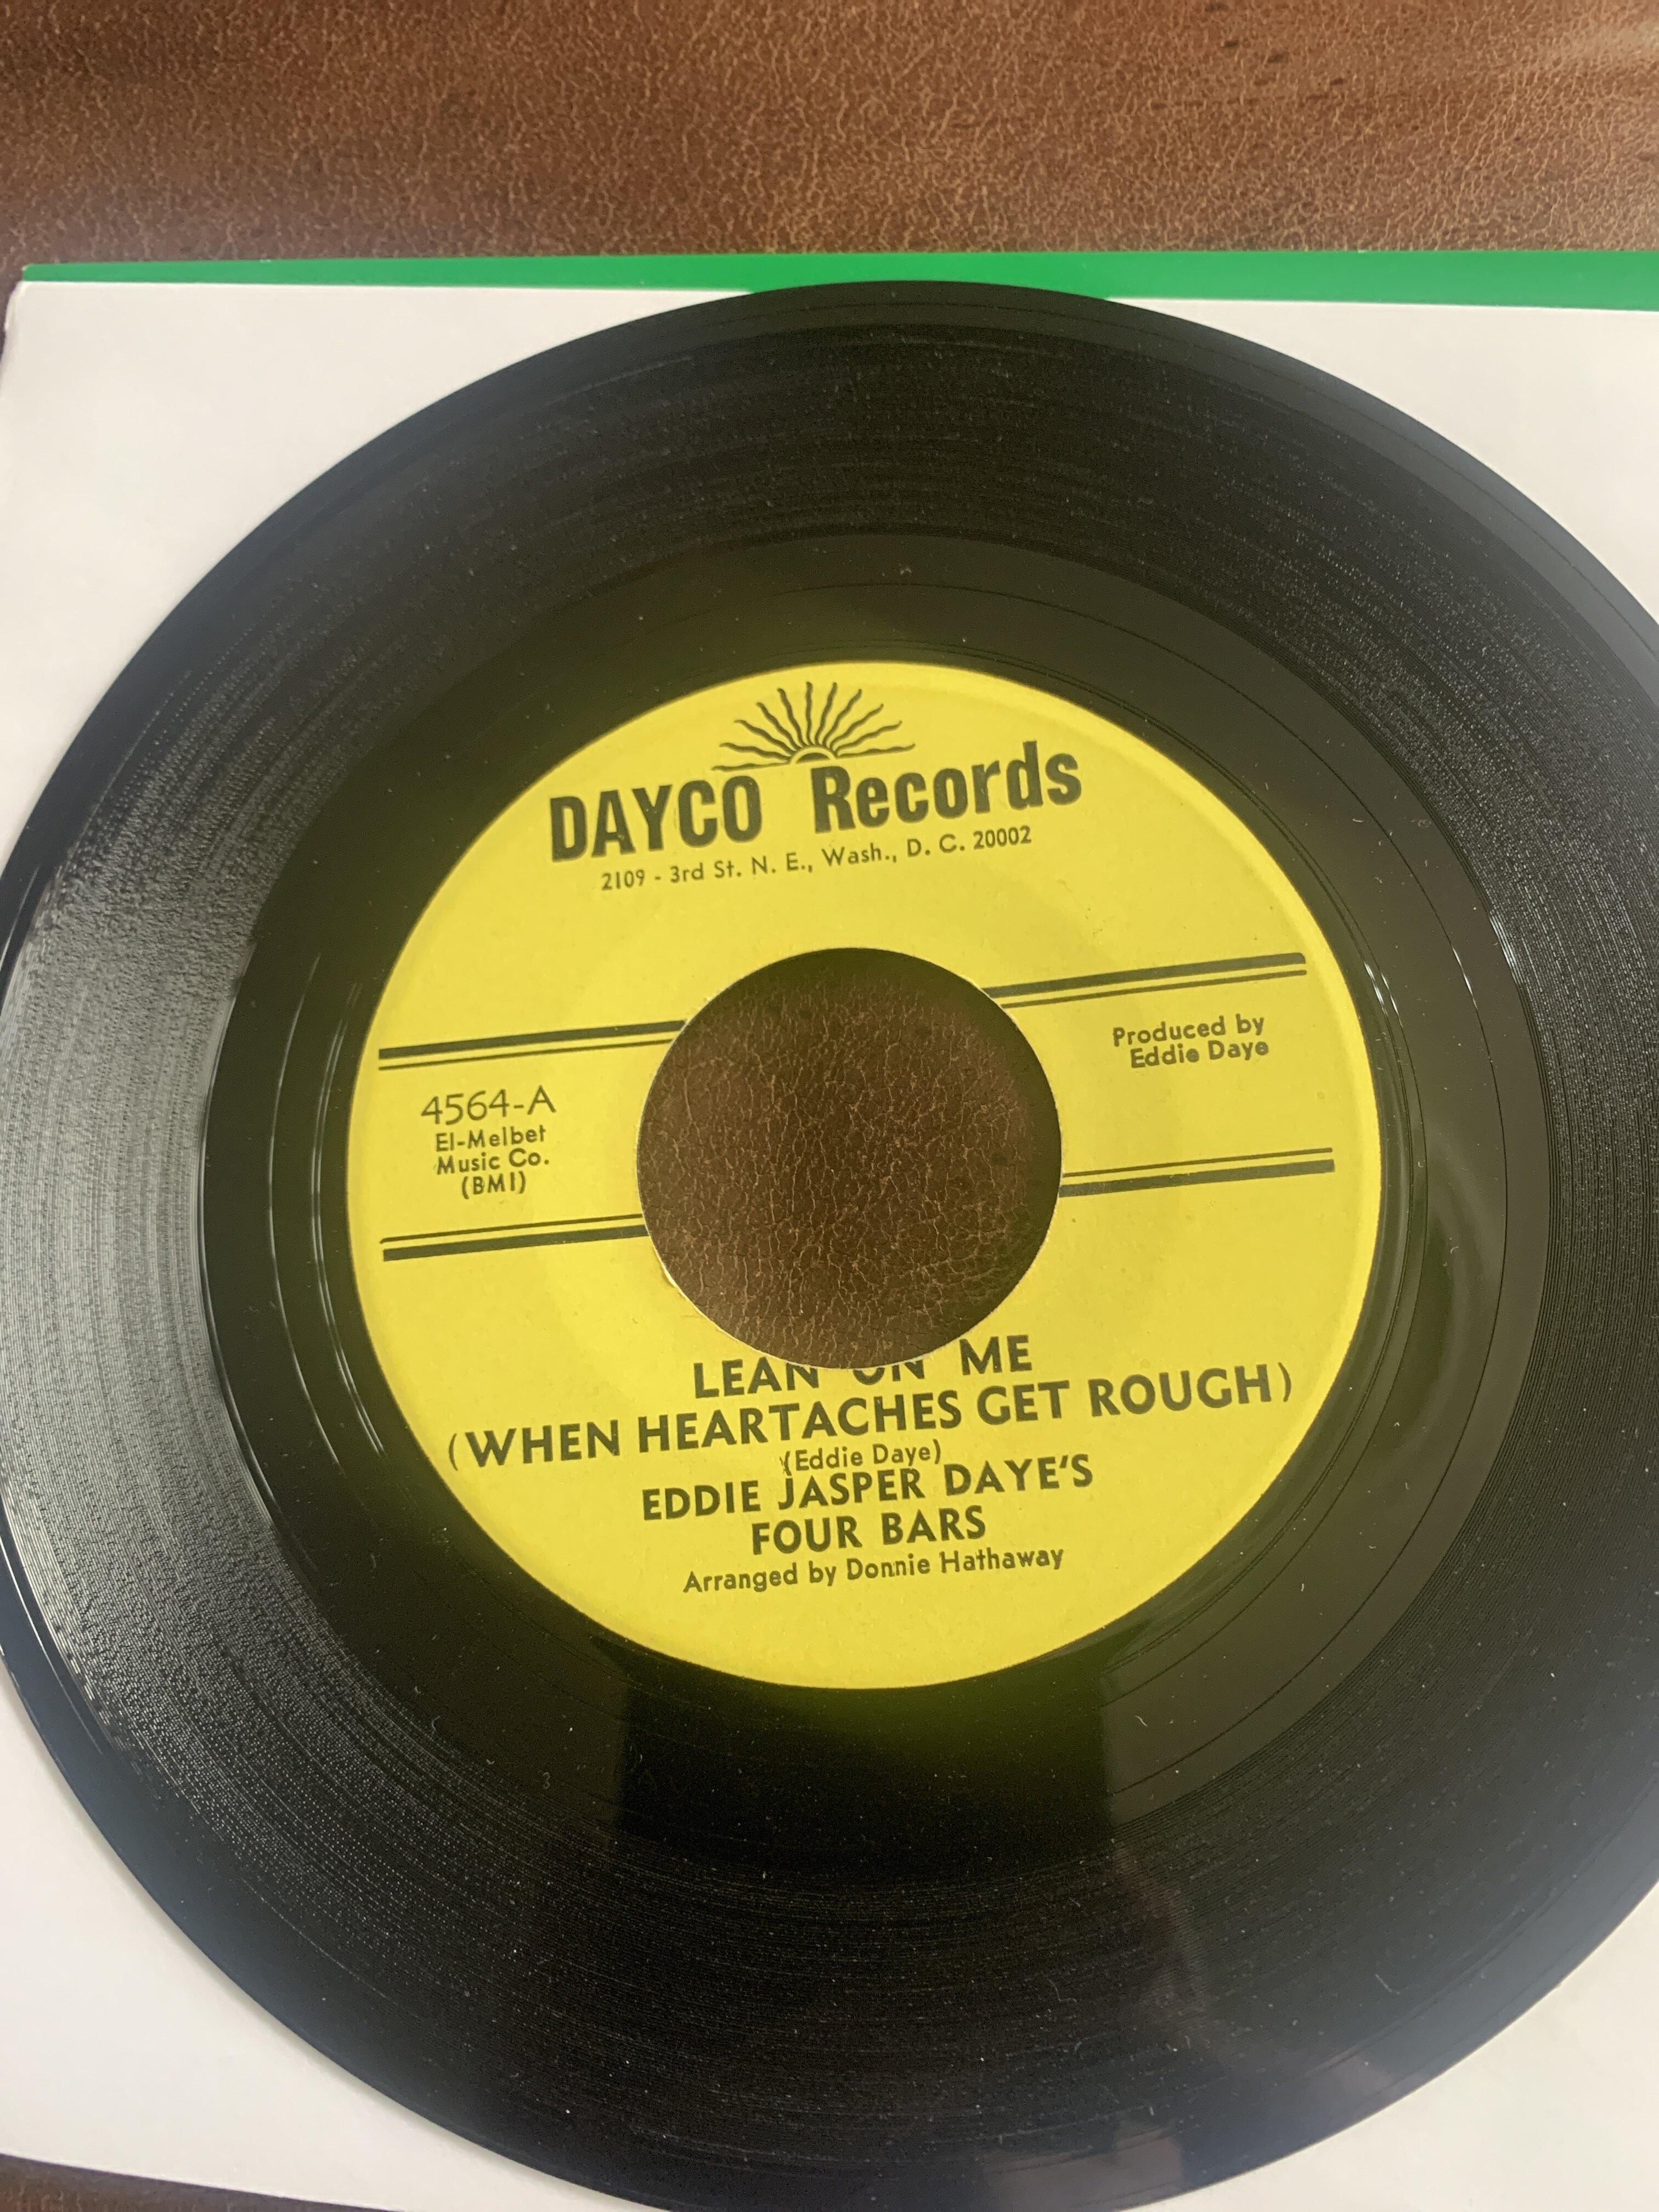 DAYCO Records
2109 - 3rd St. N. E., Wash., D. C. 20002
Produced by
Eddie Daye
4564-A
El-Melbet
Music Co.
(BMI)
LEAN ON ME
(WHEN HEARTACHES GET ROUGH)
(Eddie Daye)
EDDIE JASPER DAYE'S
FOUR BARS
Arranged by Donnie Hathaway